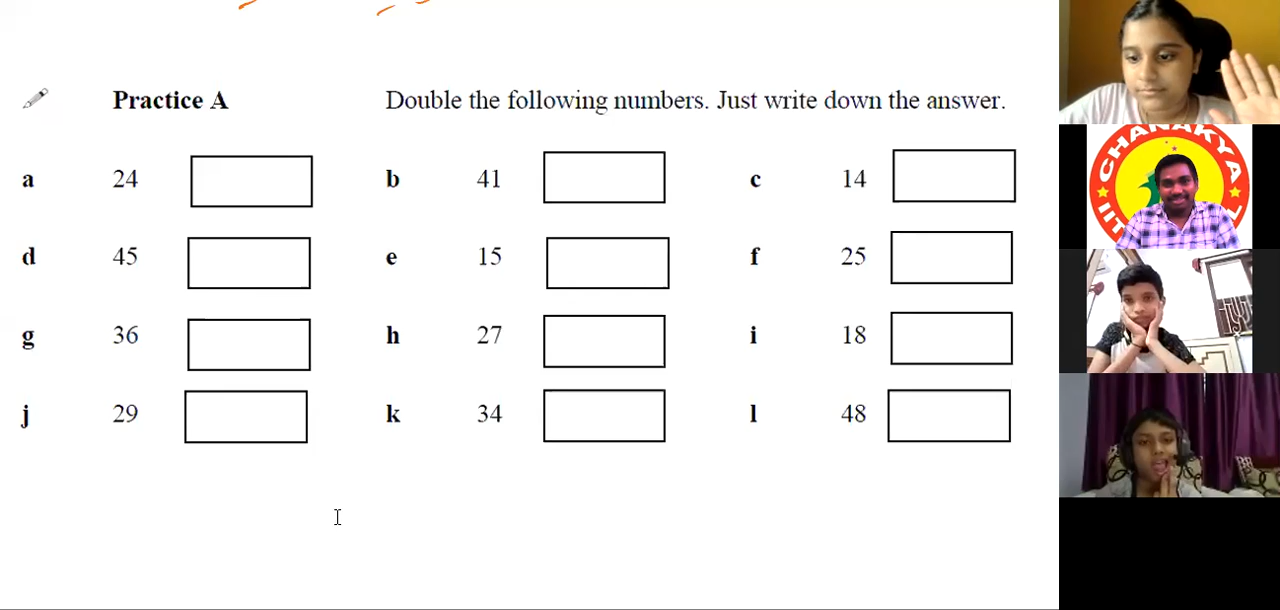 Practice A Double the following numbers. Just write down the answer.
a 24 b 41 c 14
d 45 e 15 f 25
g 36 h 27 i 18
j 29 k 34 l 48
CHANAKYA